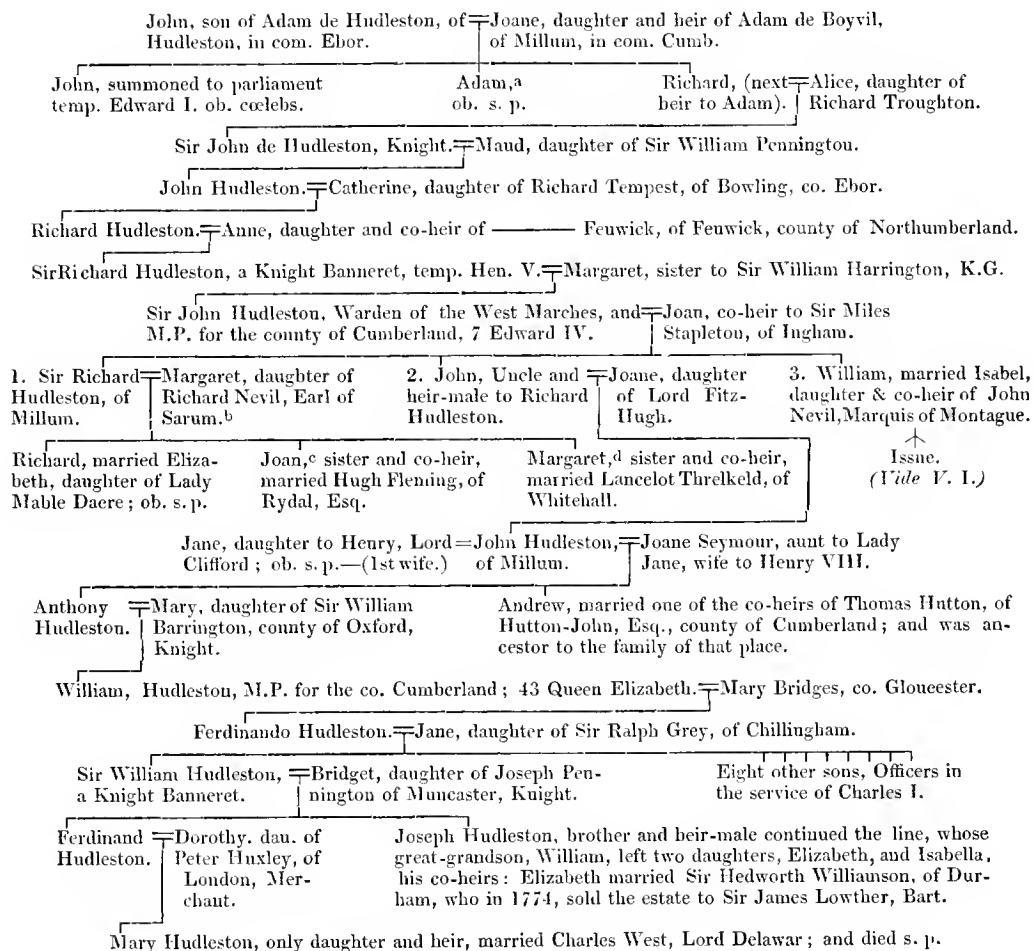 John, son of Adam de Hudleston, of Hudleston, in com. Ebor.
Joane, daughter and heir of Adam de Boyvil, of Millum, in com. Cumb.
John, summoned to parliament
temp. Edward I. ob. cœlebs.
Adam,a
ob. s. p.
Richard, (next
heir to Adam).
Alice, daughter of
Richard Troughton.
Sir John de Hudleston, Knight. Maud, daughter of Sir William Pennington.
John Hudleston. Catherine, daughter of Richard Tempest, of Bowling, co. Ebor.
Richard Hudleston. Anne, daughter and co-heir of ——— Feuwick, of Feuwick, county of Northumberland.
Sir Richard Hudleston, a Knight Banneret, temp. Hen. V. Margaret, sister to Sir William Harrington, K.G.
Sir John Hudleston, Warden of the West Marches, and
M.P. for the county of Cumberland, 7 Edward IV.
Joan, co-heir to Sir Miles
Stapleton, of Ingham.
1. Sir Richard
Hudleston, of
Millum.
Margaret, daughter of
Richard Nevil, Earl of
Sarum.b
2. John, Uncle and
heir-male to Richard
Hudleston.
Joane, daughter
of Lord Fitz-
Hugh.
3. William, married Isabel,
daughter & co-heir of John
Nevil, Marquis of Montague.
Issue.
(Vide V. I.)
Richard, married Eliza-
beth, daughter of Lady
Mable Dacre; ob. s. p.
Joan,c sister and co-heir,
married Hugh Fleming, of
Rydal, Esq.
Margaret,d sister and co-heir,
married Lancelot Threlkeld, of
Whitehall.
Jane, daughter to Henry, Lord
Clifford; ob. s. p.—(1st wife.)
John Hudleston,
of Millum.
Joane Seymour, aunt to Lady
Jane, wife to Henry VIII.
Anthony
Hudleston.
Mary, daughter of Sir William
Barrington, county of Oxford,
Knight.
Andrew, married one of the co-heirs of Thomas Hutton, of
Hutton-John, Esq., county of Cumberland; and was an-
cestor to the family of that place.
William, Hudleston, M.P. for the co. Cumberland; 43 Queen Elizabeth. Mary Bridges, co. Gloucester.
Ferdinando Hudleston. Jane, daughter of Sir Ralph Grey, of Chillingham.
Sir William Hudleston,
a Knight Banneret.
Bridget, daughter of Joseph Pen-
nington of Muncaster, Knight.
Eight other sons, Officers in
the service of Charles I.
Ferdinand
Hudleston.
Dorothy. dau. of
Peter Huxley, of
London, Mer-
chant.
Joseph Hudleston, brother and heir-male continued the line, whose
great-grandson, William, left two daughters, Elizabeth, and Isabella,
his co-heirs: Elizabeth married Sir Hedworth Williamson, of Dur-
ham, who in 1774, sold the estate to Sir James Lowther, Bart.
Mary Hudleston, only daughter and heir, married Charles West, Lord Delawar; and died s. p.